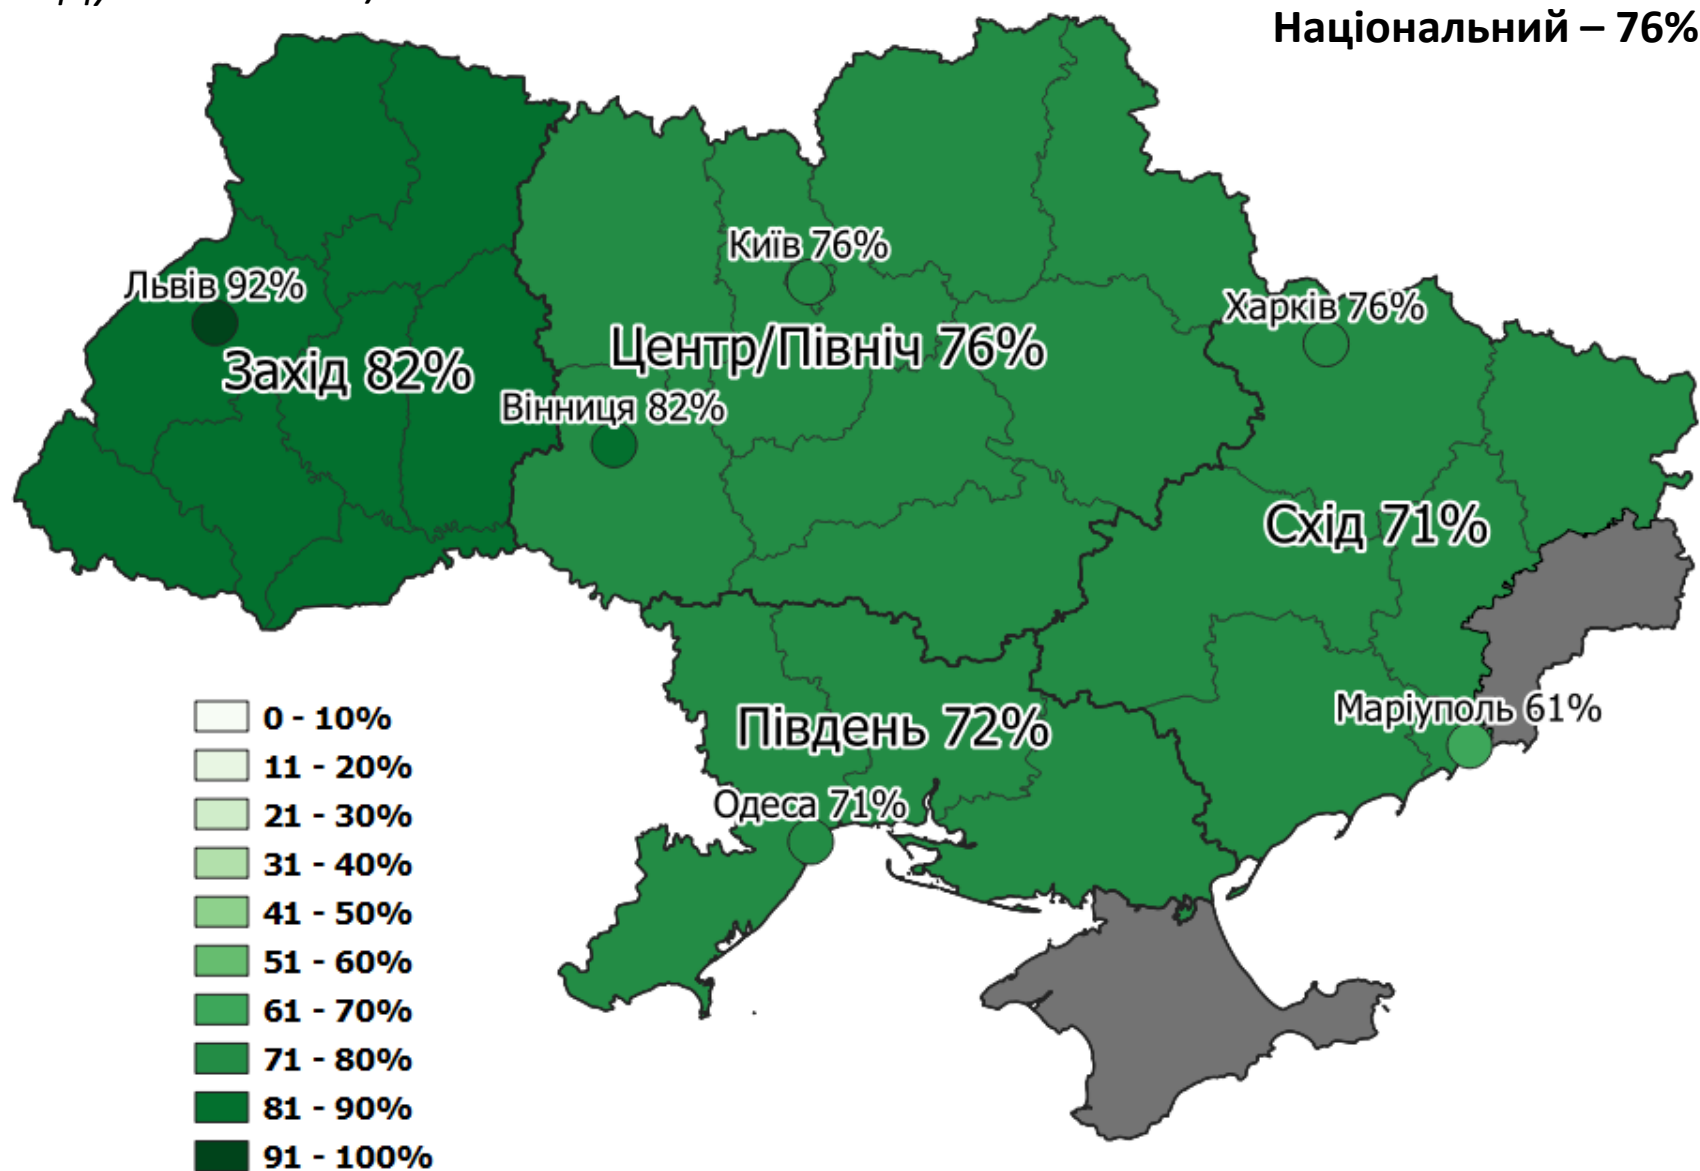 Національний – 76%
Київ 76%
Львів 92%
Харків 76%
Центр/Північ 76%
Захід 82%
Вінниця 82%
Схід 71%
Маріуполь 61%
Південь 72%
Одеса 71%
0 - 10%
11 - 20%
21 - 30%
31 - 40%
41 - 50%
51 - 60%
61 - 70%
71 - 80%
81 - 90%
91 - 100%